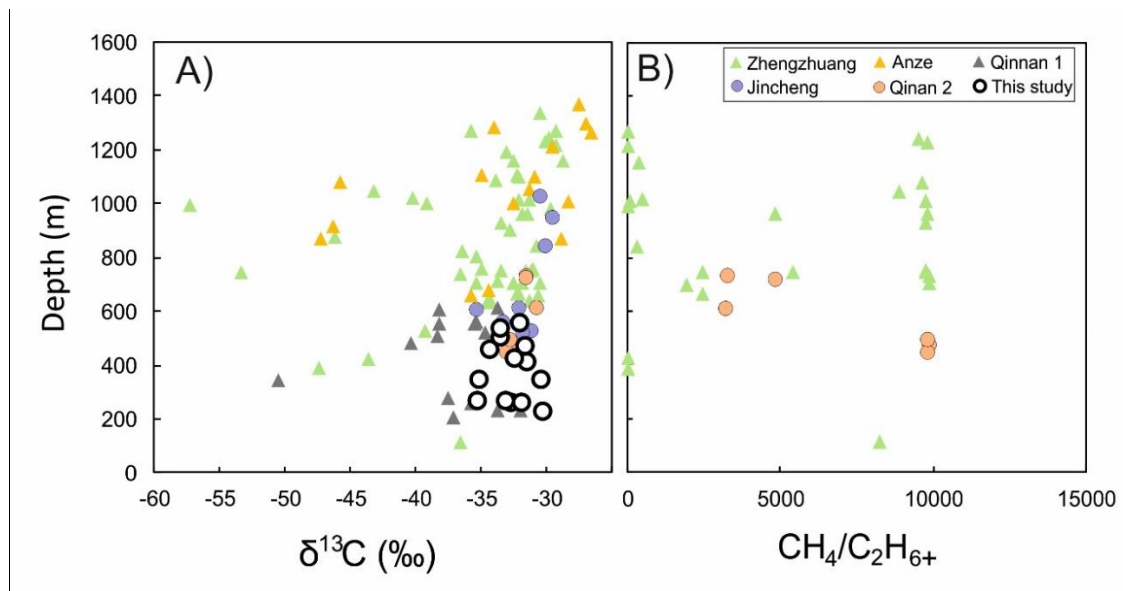 A)
B)
Zhengzhuang Anze Qinnan 1
Jincheng Qinan 2 This study
1600
1400
1200
1000
800
600
400
200
0
Depth (m)
-60 -55 -50 -45 -40 -35 -30
0 5000 10000 15000
δ¹³C (‰)
CH₄/C₂H₆₊